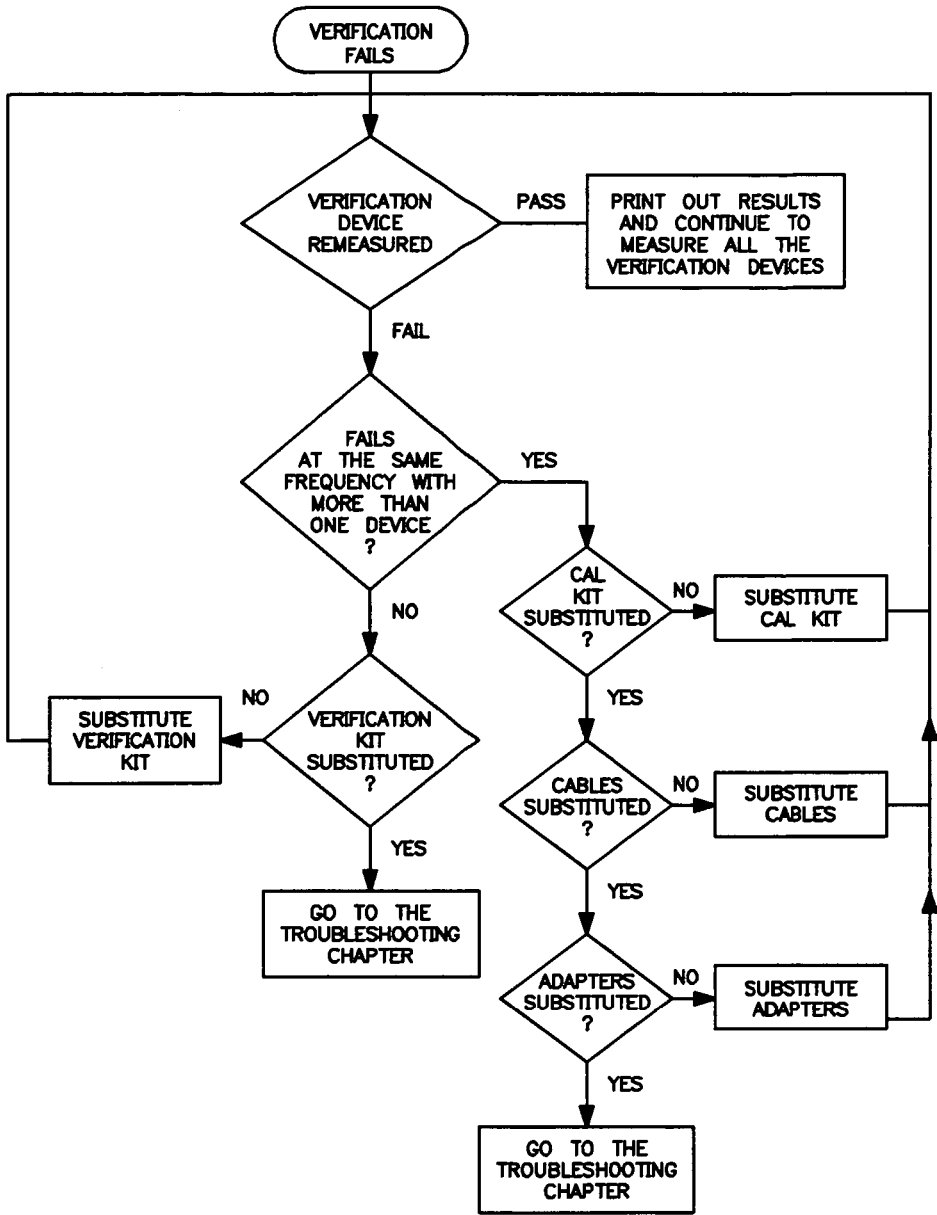 VERIFICATION
FAILS
VERIFICATION
DEVICE
REMEASURED
PASS
PRINT OUT RESULTS
AND CONTINUE TO
MEASURE ALL THE
VERIFICATION DEVICES
FAIL
FAILS
AT THE SAME
FREQUENCY WITH
MORE THAN
ONE DEVICE
?
YES
CAL
KIT
SUBSTITUTED
?
NO
SUBSTITUTE
CAL KIT
NO
YES
VERIFICATION
KIT
SUBSTITUTED
?
NO
SUBSTITUTE
VERIFICATION
KIT
CABLES
SUBSTITUTED
?
NO
SUBSTITUTE
CABLES
YES
GO TO THE
TROUBLESHOOTING
CHAPTER
YES
ADAPTERS
SUBSTITUTED
?
NO
SUBSTITUTE
ADAPTERS
YES
GO TO THE
TROUBLESHOOTING
CHAPTER